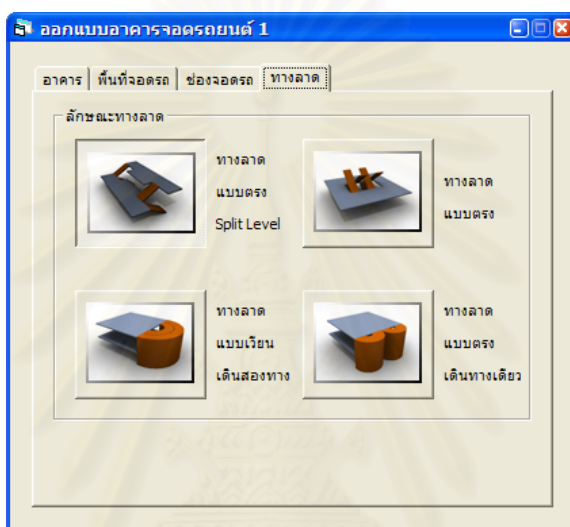 ออกแบบอาคารจอดรถยนต์ 1
อาคาร พื้นที่จอดรถ ช่องจอดรถ ทางลาด
ลักษณะทางลาด
ทางลาด
แบบตรง
Split Level
ทางลาด
แบบตรง
ทางลาด
แบบเวียน
เดินสองทาง
ทางลาด
แบบตรง
เดินทางเดียว